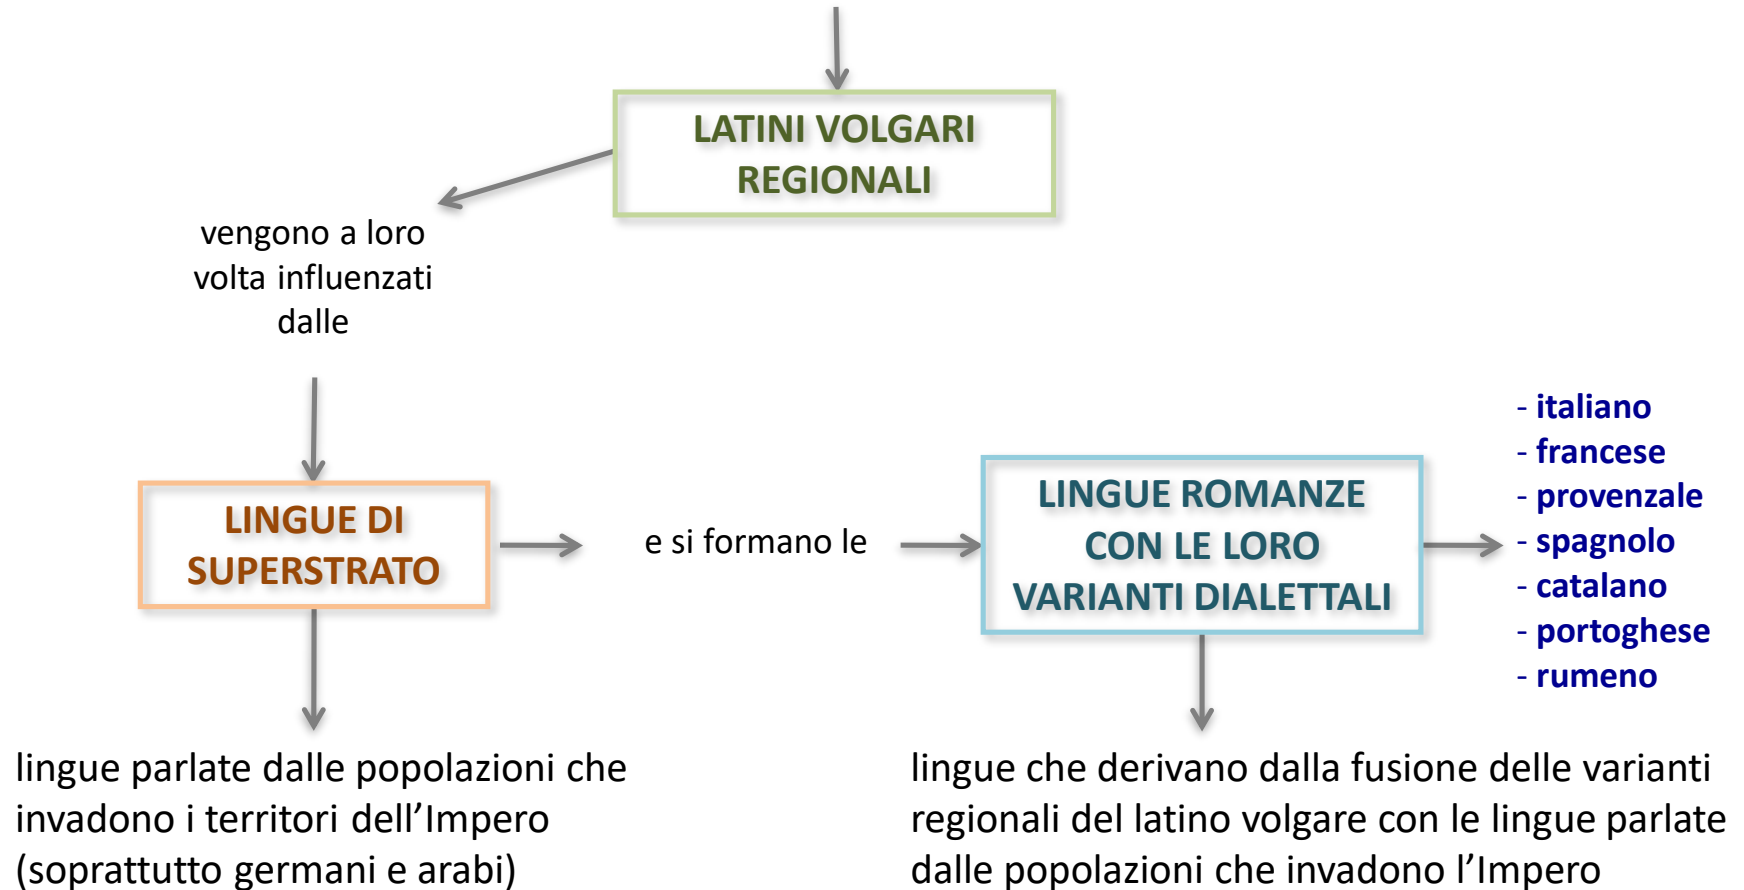 LATINI VOLGARI
REGIONALI
vengono a loro
volta influenzati
dalle
LINGUE DI
SUPERSTRATO
e si formano le
LINGUE ROMANZE
CON LE LORO
VARIANTI DIALETTALI
- italiano
- francese
- provenzale
- spagnolo
- catalano
- portoghese
- rumeno
lingue parlate dalle popolazioni che
invadono i territori dell’Impero
(soprattutto germani e arabi)
lingue che derivano dalla fusione delle varianti
regionali del latino volgare con le lingue parlate
dalle popolazioni che invadono l’Impero